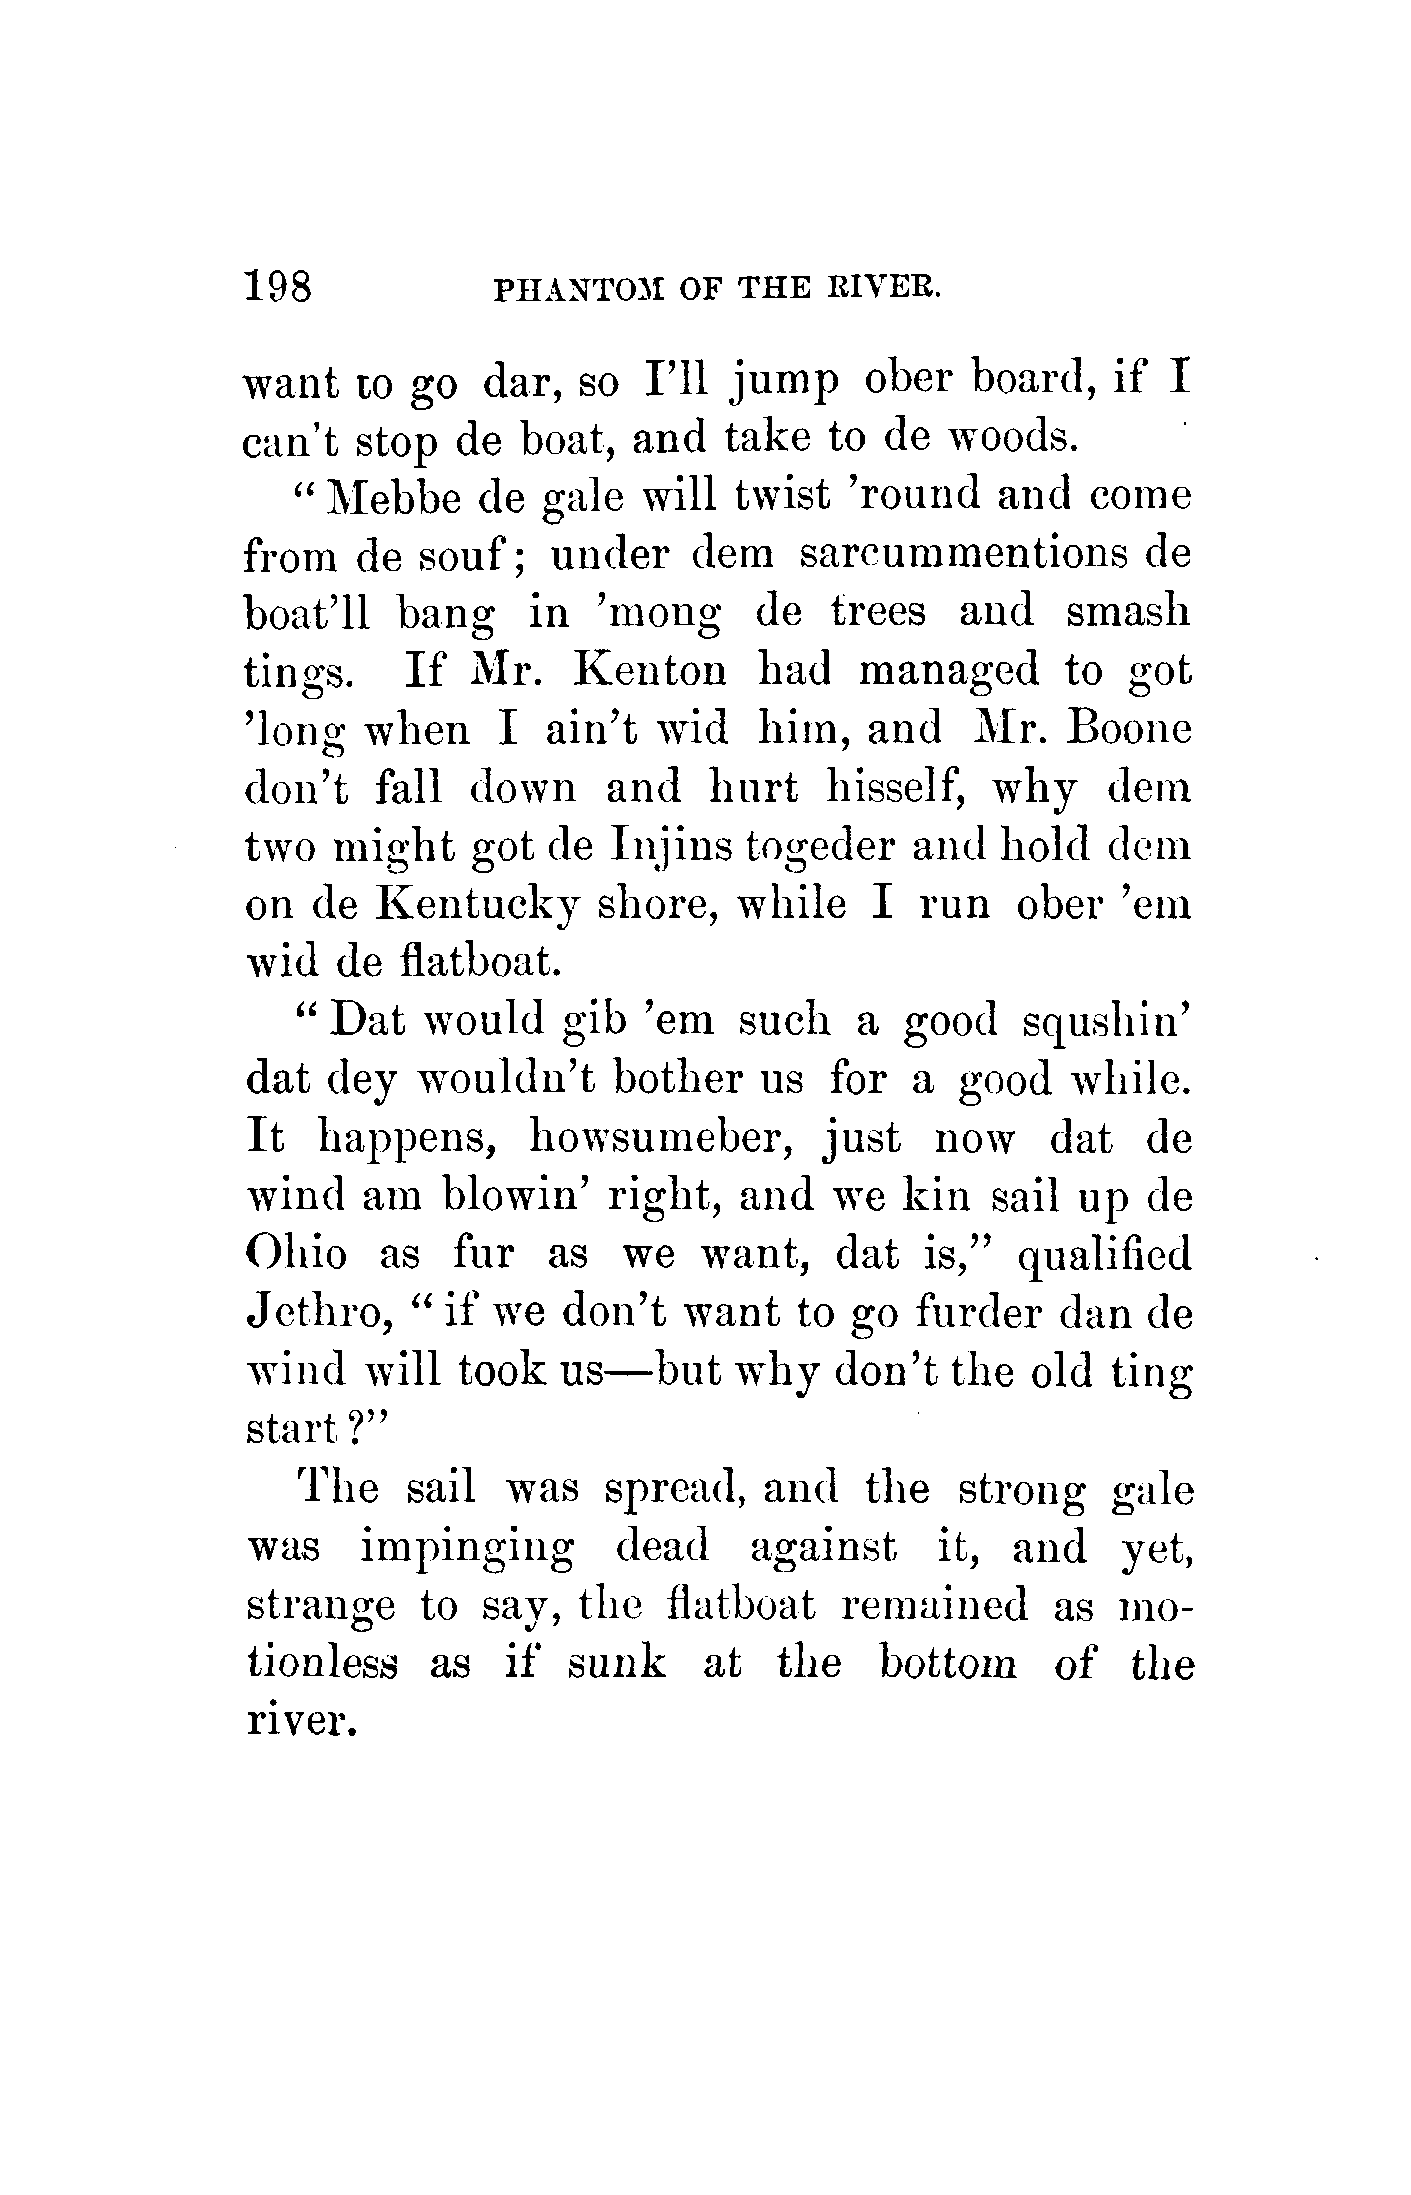 198 PHANTOM OF THE RIVER.
want to go dar, so I'll jump ober board, if I
can't stop de boat, and take to de woods.
“Mebbe de gale will twist 'round and come
from de souf; under dem sarcummentions de
boat'll bang in 'mong de trees and smash
tings. If Mr. Kenton had managed to got
'long when I ain't wid him, and Mr. Boone
don't fall down and hurt hisself, why dem
two might got de Injins togeder and hold dem
on de Kentucky shore, while I run ober 'em
wid de flatboat.
“Dat would gib 'em such a good squshin'
dat dey wouldn't bother us for a good while.
It happens, howsumeber, just now dat de
wind am blowin' right, and we kin sail up de
Ohio as fur as we want, dat is,” qualified
Jethro, “if we don't want to go furder dan de
wind will took us—but why don't the old ting
start?”
The sail was spread, and the strong gale
was impinging dead against it, and yet,
strange to say, the flatboat remained as mo-
tionless as if sunk at the bottom of the
river.